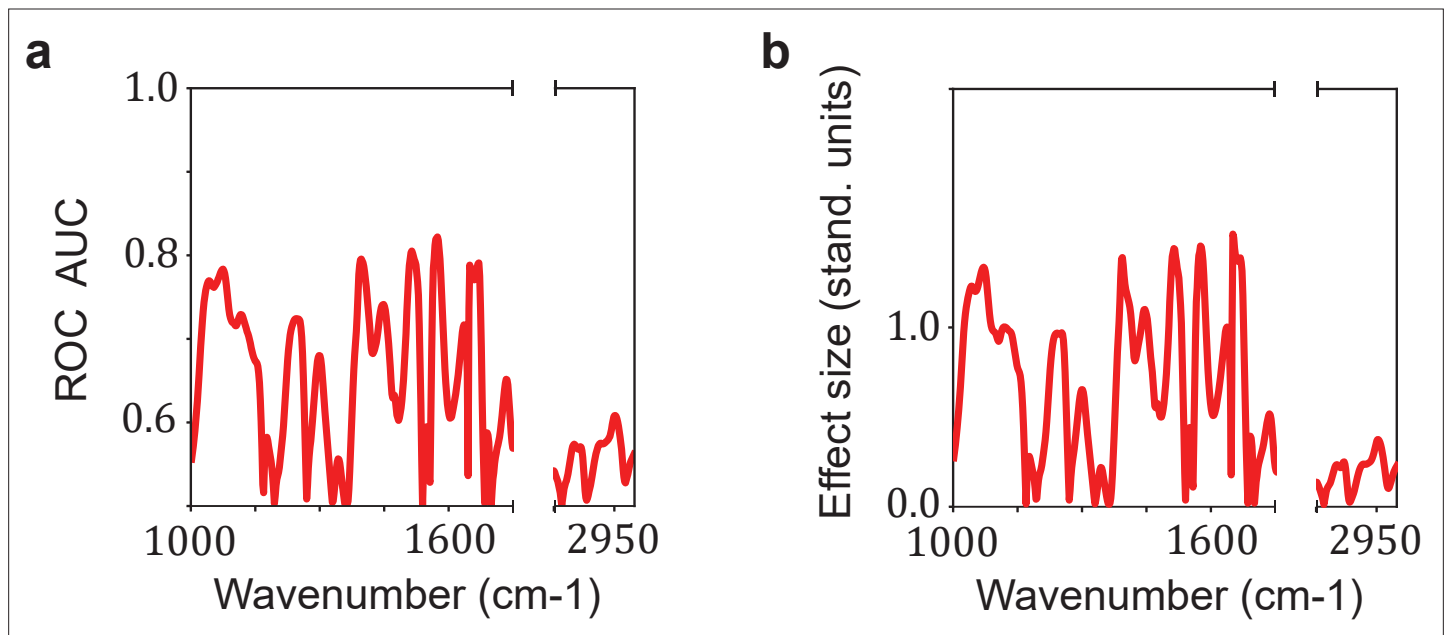 a
ROC AUC
1.0
0.8
0.6
1000
1600
2950
Wavenumber (cm-1)
b
Effect size (stand. units)
1.0
0.0
1000
1600
2950
Wavenumber (cm-1)